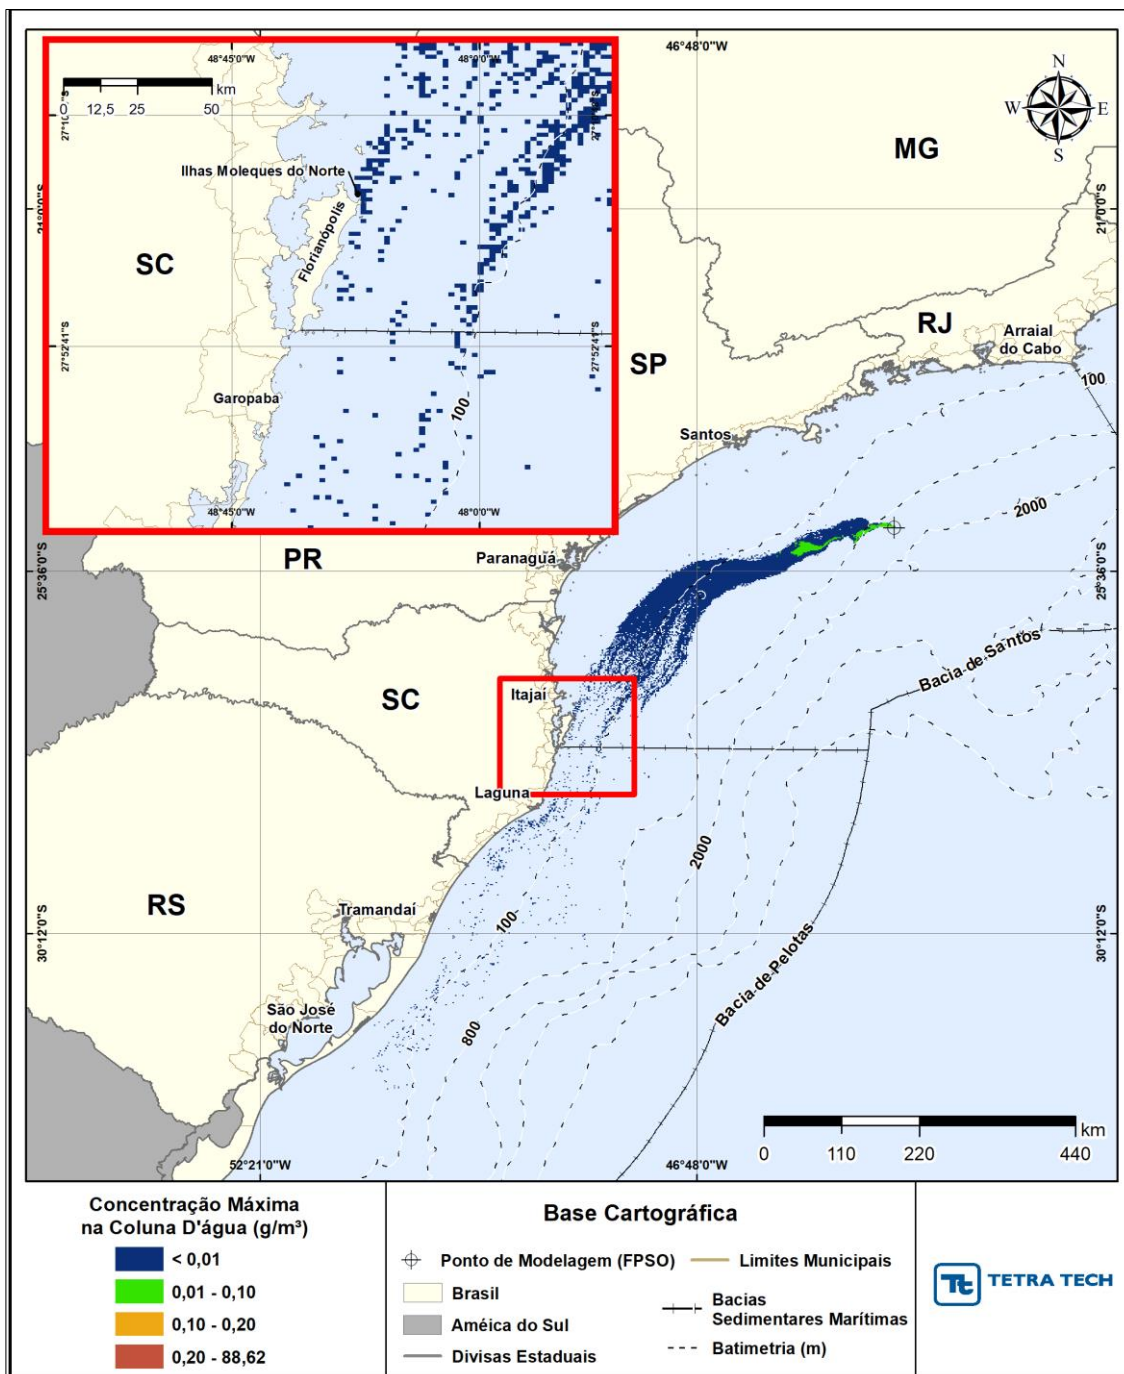 46°48'0"W
48°45'0"W
48°0'0"W
km
0 12,5 25 50
27°10'
N
W E
S
MG
Ilhas Moleques do Norte
21°0'0"S
Florianópolis
SC
27°52'41"S
27°52'41"S
Garopaba
100
48°45'0"W
48°0'0"W
RJ
Arraial
do Cabo
SP
100
Santos
2000
PR
Paranaguá
25°36'0"S
25°36'0"S
Bacia de Santos
SC
Itajaí
Laguna
2000
RS
Tramandaí
100
30°12'0"S
30°12'0"S
Bacia de Pelotas
São José
do Norte
800
km
0 110 220 440
52°21'0"W
46°48'0"W
Concentração Máxima
na Coluna D'água (g/m³)
< 0,01
0,01 - 0,10
0,10 - 0,20
0,20 - 88,62
Base Cartográfica
Ponto de Modelagem (FPSO)
Limites Municipais
Brasil
Bacias
Sedimentares Marítimas
Améica do Sul
Divisas Estaduais
Batimetria (m)
Tt TETRA TECH